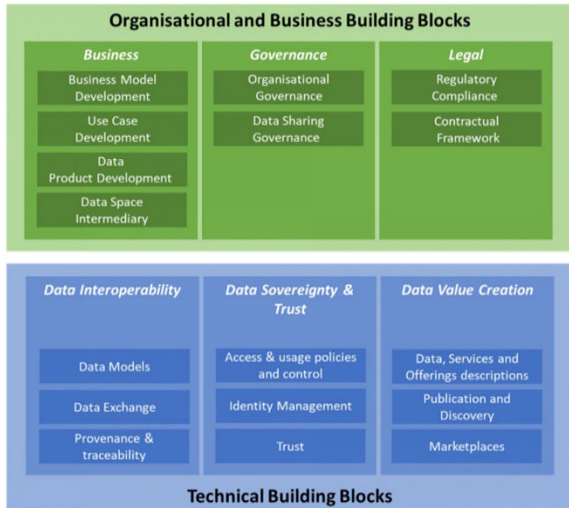 Organisational and Business Building Blocks
Business
Business Model
Development
Use Case
Development
Data
Product Development
Data Space
Intermediary
Governance
Organisational
Governance
Data Sharing
Governance
Legal
Regulatory
Compliance
Contractual
Framework
Data Interoperability
Data Models
Data Exchange
Provenance &
traceability
Data Sovereignty &
Trust
Access & usage policies
and control
Identity Management
Trust
Data Value Creation
Data, Services and
Offerings descriptions
Publication and
Discovery
Marketplaces
Technical Building Blocks